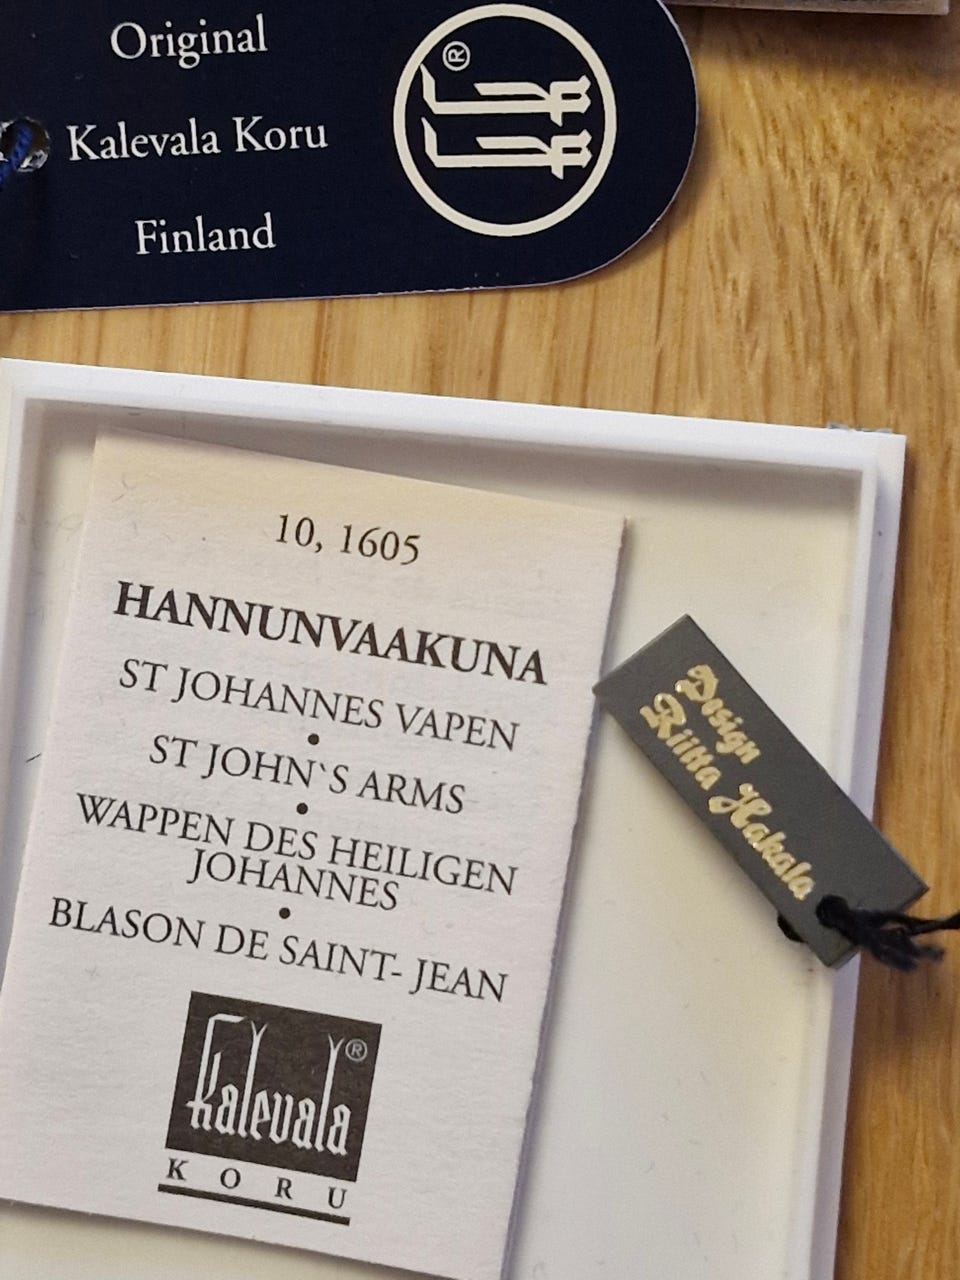 Original
Kalevala Koru
Finland
®
10, 1605
HANNUNVAAKUNA
ST JOHANNES VAPEN
•
ST JOHN`S ARMS
•
WAPPEN DES HEILIGEN
JOHANNES
•
BLASON DE SAINT- JEAN
Kalevala ®
KORU
Design
Riitta Hakala